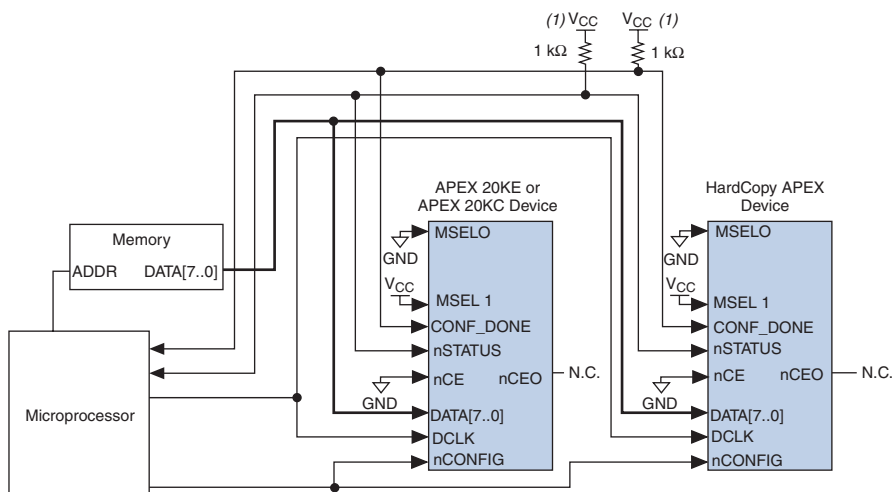 (1) VCC
VCC (1)
1 kΩ
1 kΩ
APEX 20KE or
APEX 20KC Device
HardCopy APEX
Device
Memory
ADDR
DATA[7..0]
Microprocessor
MSELO
GND
VCC
MSEL 1
CONF_DONE
nSTATUS
nCE
nCEO
N.C.
GND
DATA[7..0]
DCLK
nCONFIG
MSELO
GND
VCC
MSEL 1
CONF_DONE
nSTATUS
nCE
nCEO
N.C.
GND
DATA[7..0]
DCLK
nCONFIG